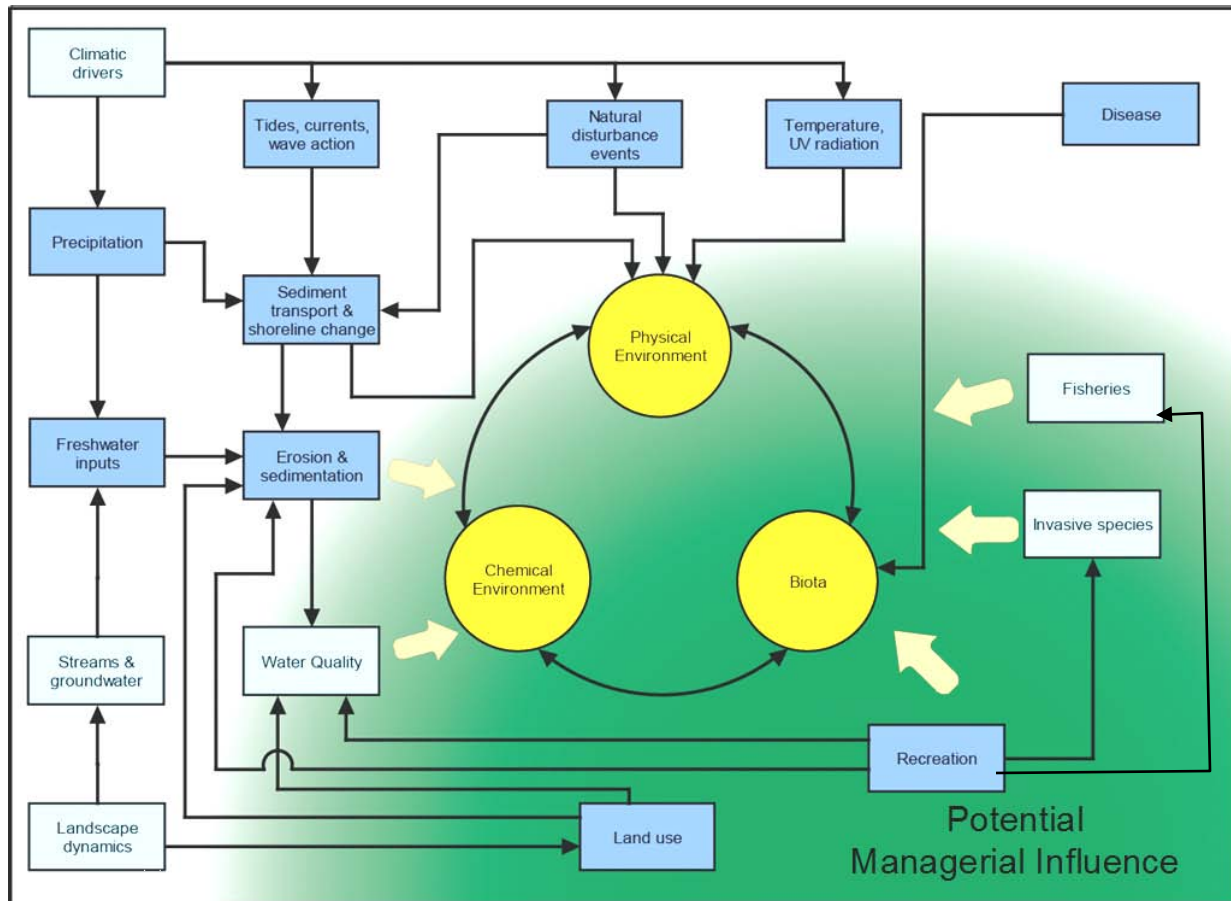 Climatic
drivers
Tides, currents,
wave action
Natural
disturbance
events
Temperature,
UV radiation
Disease
Precipitation
Sediment
transport &
shoreline change
Physical
Environment
Fisheries
Freshwater
inputs
Erosion &
sedimentation
Invasive species
Chemical
Environment
Biota
Streams &
groundwater
Water Quality
Recreation
Landscape
dynamics
Land use
Potential
Managerial Influence